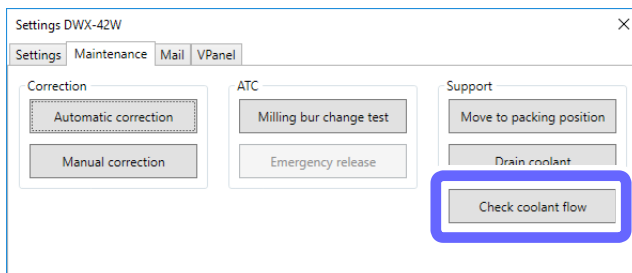 Settings DWX-42W
Settings Maintenance Mail VPanel
Correction ATC Support
Automatic correction Milling bur change test Move to packing position
Manual correction Emergency release Drain coolant
Check coolant flow